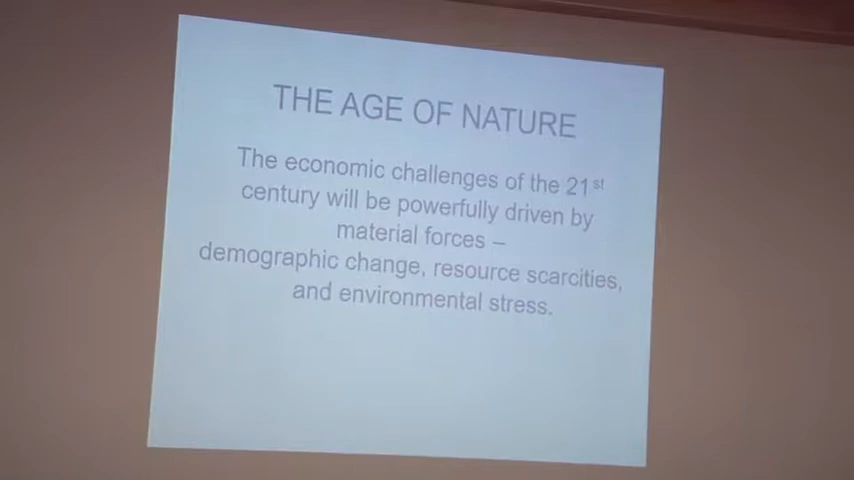 THE AGE OF NATURE
The economic challenges of the 21st
century will be powerfully driven by
material forces –
demographic change, resource scarcities,
and environmental stress.